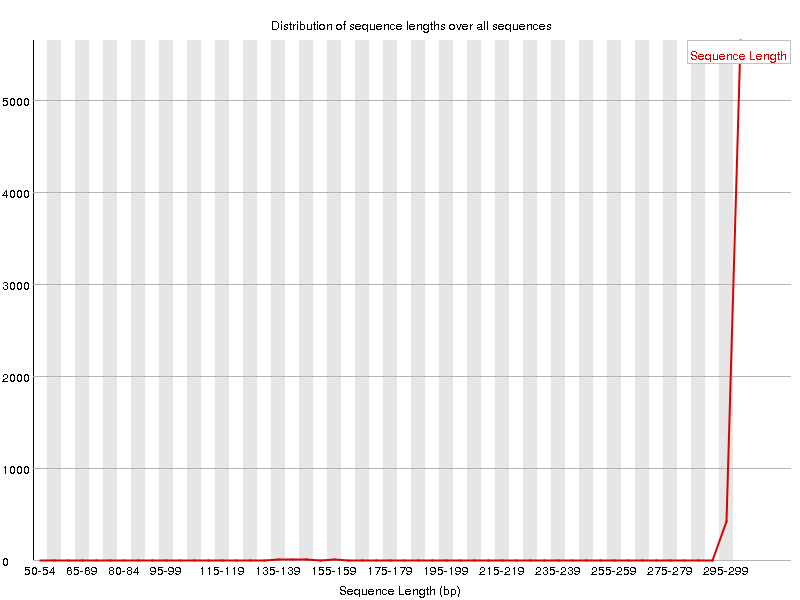 Distribution of sequence lengths over all sequences
Sequence Length
5000
4000
3000
2000
1000
0
50-54 65-69 80-84 95-99 115-119 135-139 155-159 175-179 195-199 215-219 235-239 255-259 275-279 295-299
Sequence Length (bp)